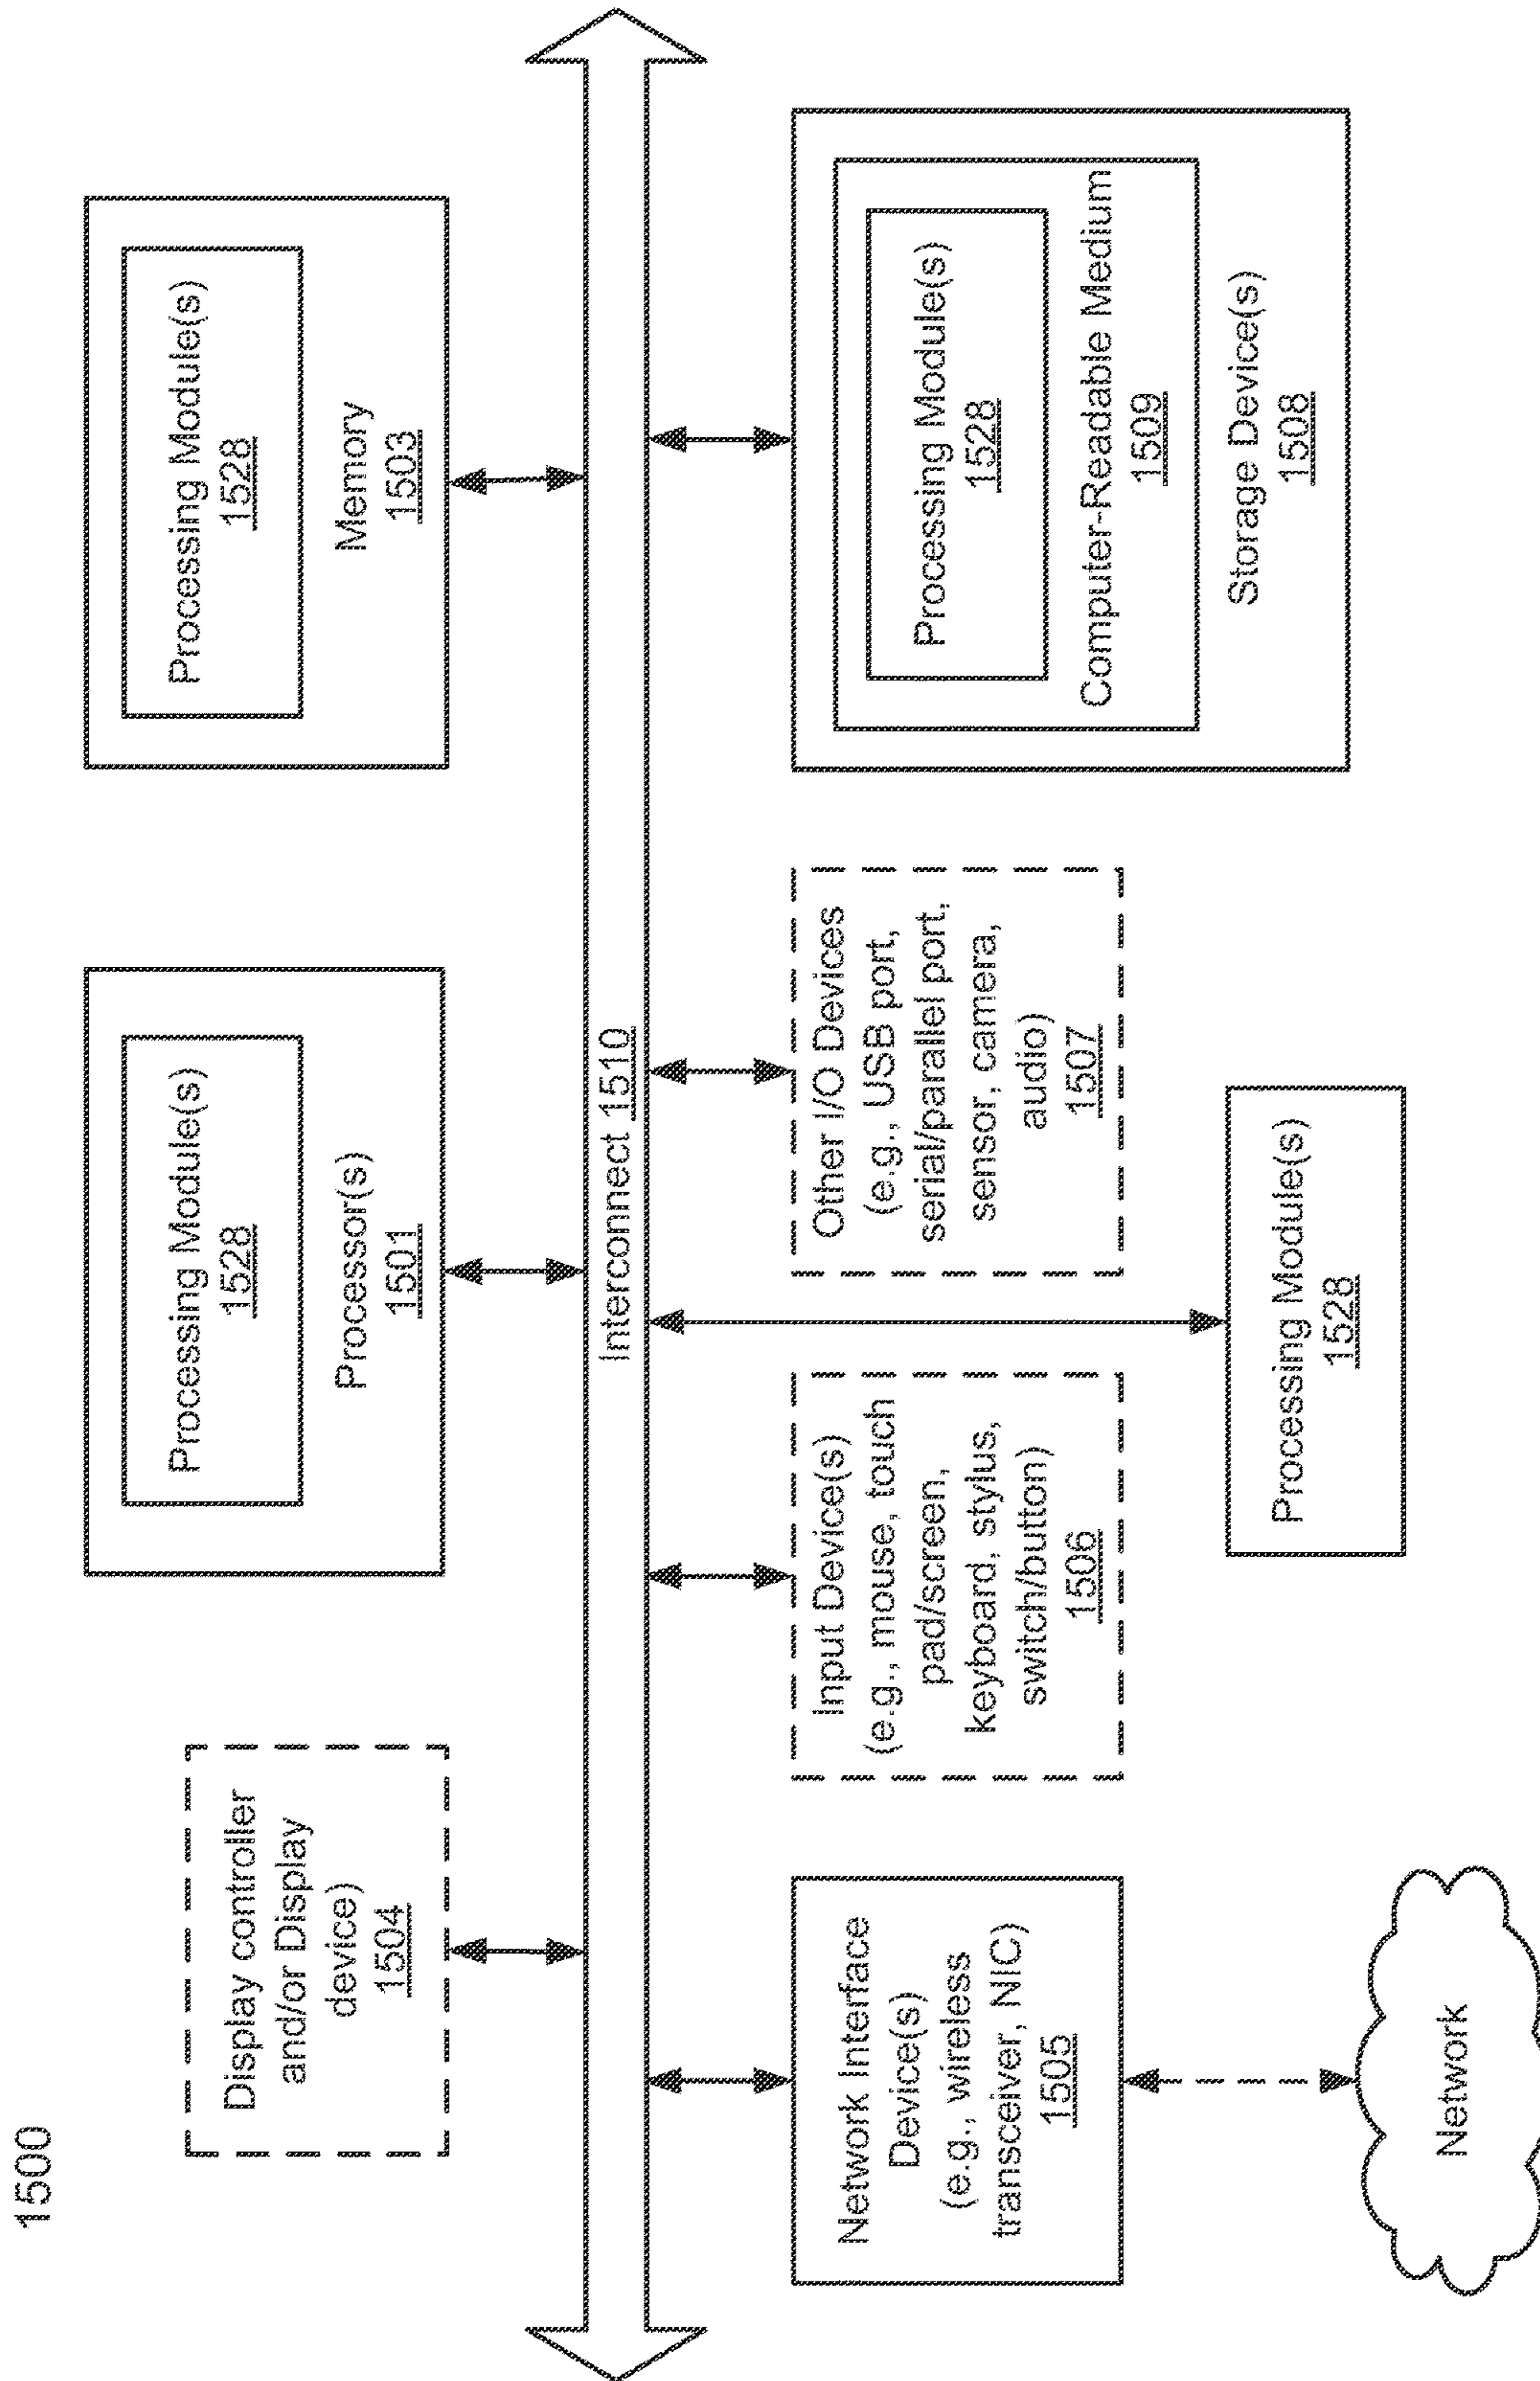 1500
Display controller
and/or Display
device)
1504
Processing Module(s)
1528
Processor(s)
1501
Processing Module(s)
1528
Memory
1503
Interconnect 1510
Network Interface
Device(s)
(e.g., wireless
transceiver, NIC)
1505
Input Device(s)
(e.g., mouse, touch
pad/screen,
keyboard, stylus,
switch/button)
1506
Other I/O Devices
(e.g., USB port,
serial/parallel port,
sensor, camera,
audio)
1507
Processing Module(s)
1528
Computer-Readable Medium
1509
Storage Device(s)
1508
Processing Module(s)
1528
Network